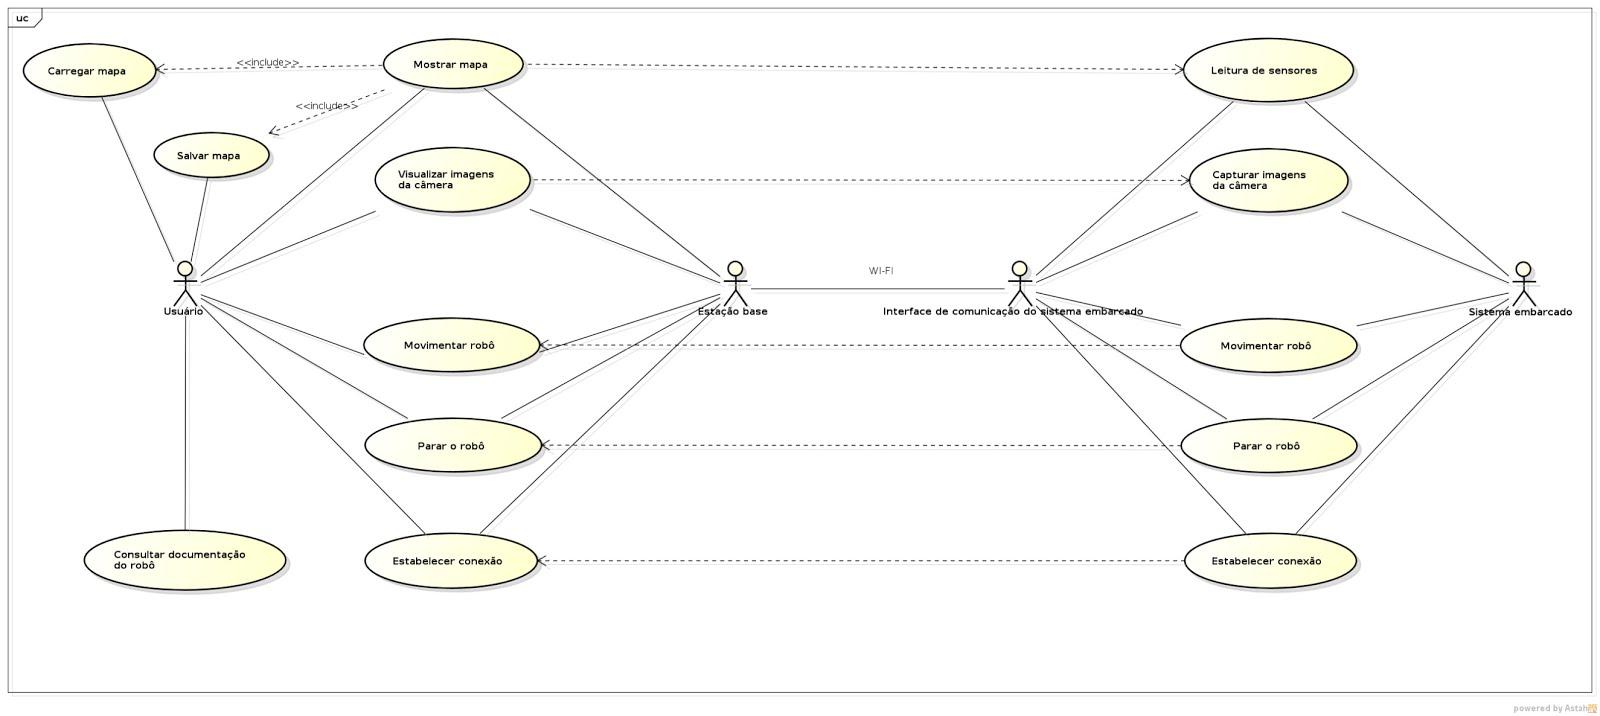 uc
Carregar mapa
<<include>>
Mostrar mapa
Leitura de sensores
<<include>>
Salvar mapa
Visualizar imagens
da câmera
Capturar imagens
da câmera
WI-FI
Usuário
Estação base
Interface de comunicação do sistema embarcado
Sistema embarcado
Movimentar robô
Movimentar robô
Parar o robô
Parar o robô
Consultar documentação
do robô
Estabelecer conexão
Estabelecer conexão
powered by Astah